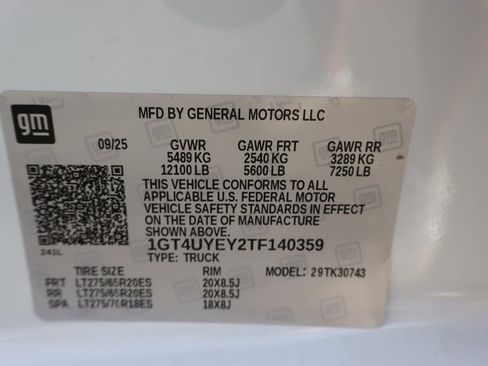 gm
MFD BY GENERAL MOTORS LLC
09/25 GVWR GAWR FRT GAWR RR
5489 KG 2540 KG 3289 KG
12100 LB 5600 LB 7250 LB
THIS VEHICLE CONFORMS TO ALL
APPLICABLE U.S. FEDERAL MOTOR
VEHICLE SAFETY STANDARDS IN EFFECT
ON THE DATE OF MANUFACTURE
SHOWN ABOVE.
241L
1GT4UYEY2TF140359
TYPE: TRUCK
TIRE SIZE RIM MODEL: 29TK30743
FRT LT275/65R20ES 20X8.5J
RR LT275/65R20ES 20X8.5J
SPA LT275/70R18ES 18X8J